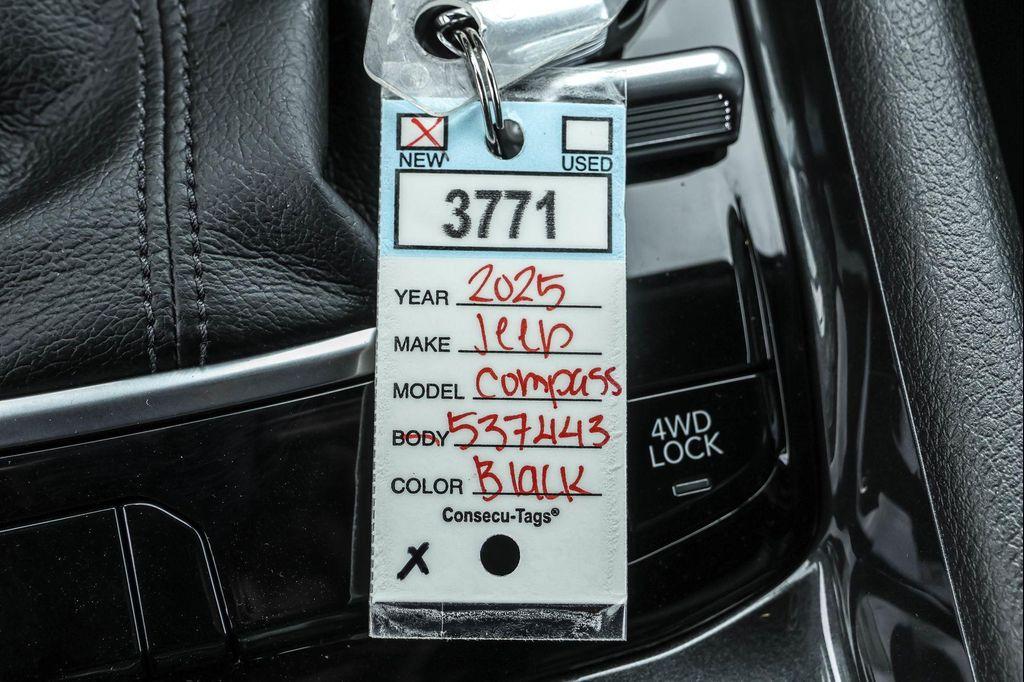 X
NEW USED
3771
YEAR 2025
MAKE Jeep
MODEL Compass
BODY 537443
COLOR Black
Consecu-Tags®
X
4WD
LOCK